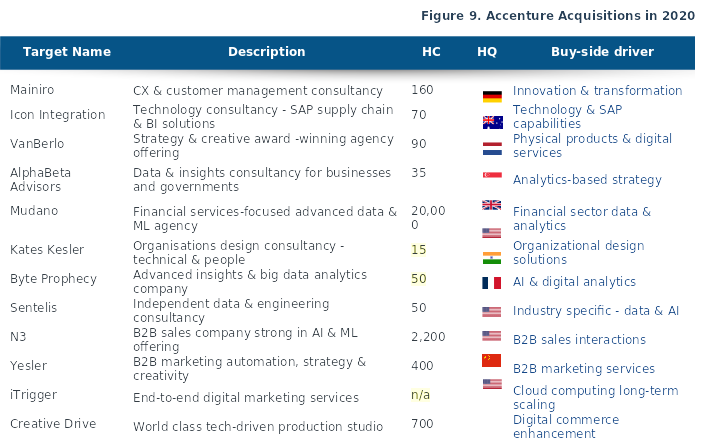 Figure 9. Accenture Acquisitions in 2020
Target Name Description HC HQ Buy-side driver
Mainiro CX & customer management consultancy 160 Innovation & transformation
Icon Integration Technology consultancy - SAP supply chain & BI solutions 70 Technology & SAP capabilities
VanBerlo Strategy & creative award -winning agency offering 90 Physical products & digital services
AlphaBeta Advisors Data & insights consultancy for businesses and governments 35 Analytics-based strategy
Mudano Financial services-focused advanced data & ML agency 20,000 Financial sector data & analytics
Kates Kesler Organisations design consultancy - technical & people 15 Organizational design solutions
Byte Prophecy Advanced insights & big data analytics company 50 AI & digital analytics
Sentelis Independent data & engineering consultancy 50 Industry specific - data & AI
N3 B2B sales company strong in AI & ML offering 2,200 B2B sales interactions
Yesler B2B marketing automation, strategy & creativity 400 B2B marketing services
iTrigger End-to-end digital marketing services n/a Cloud computing long-term scaling
Creative Drive World class tech-driven production studio 700 Digital commerce enhancement